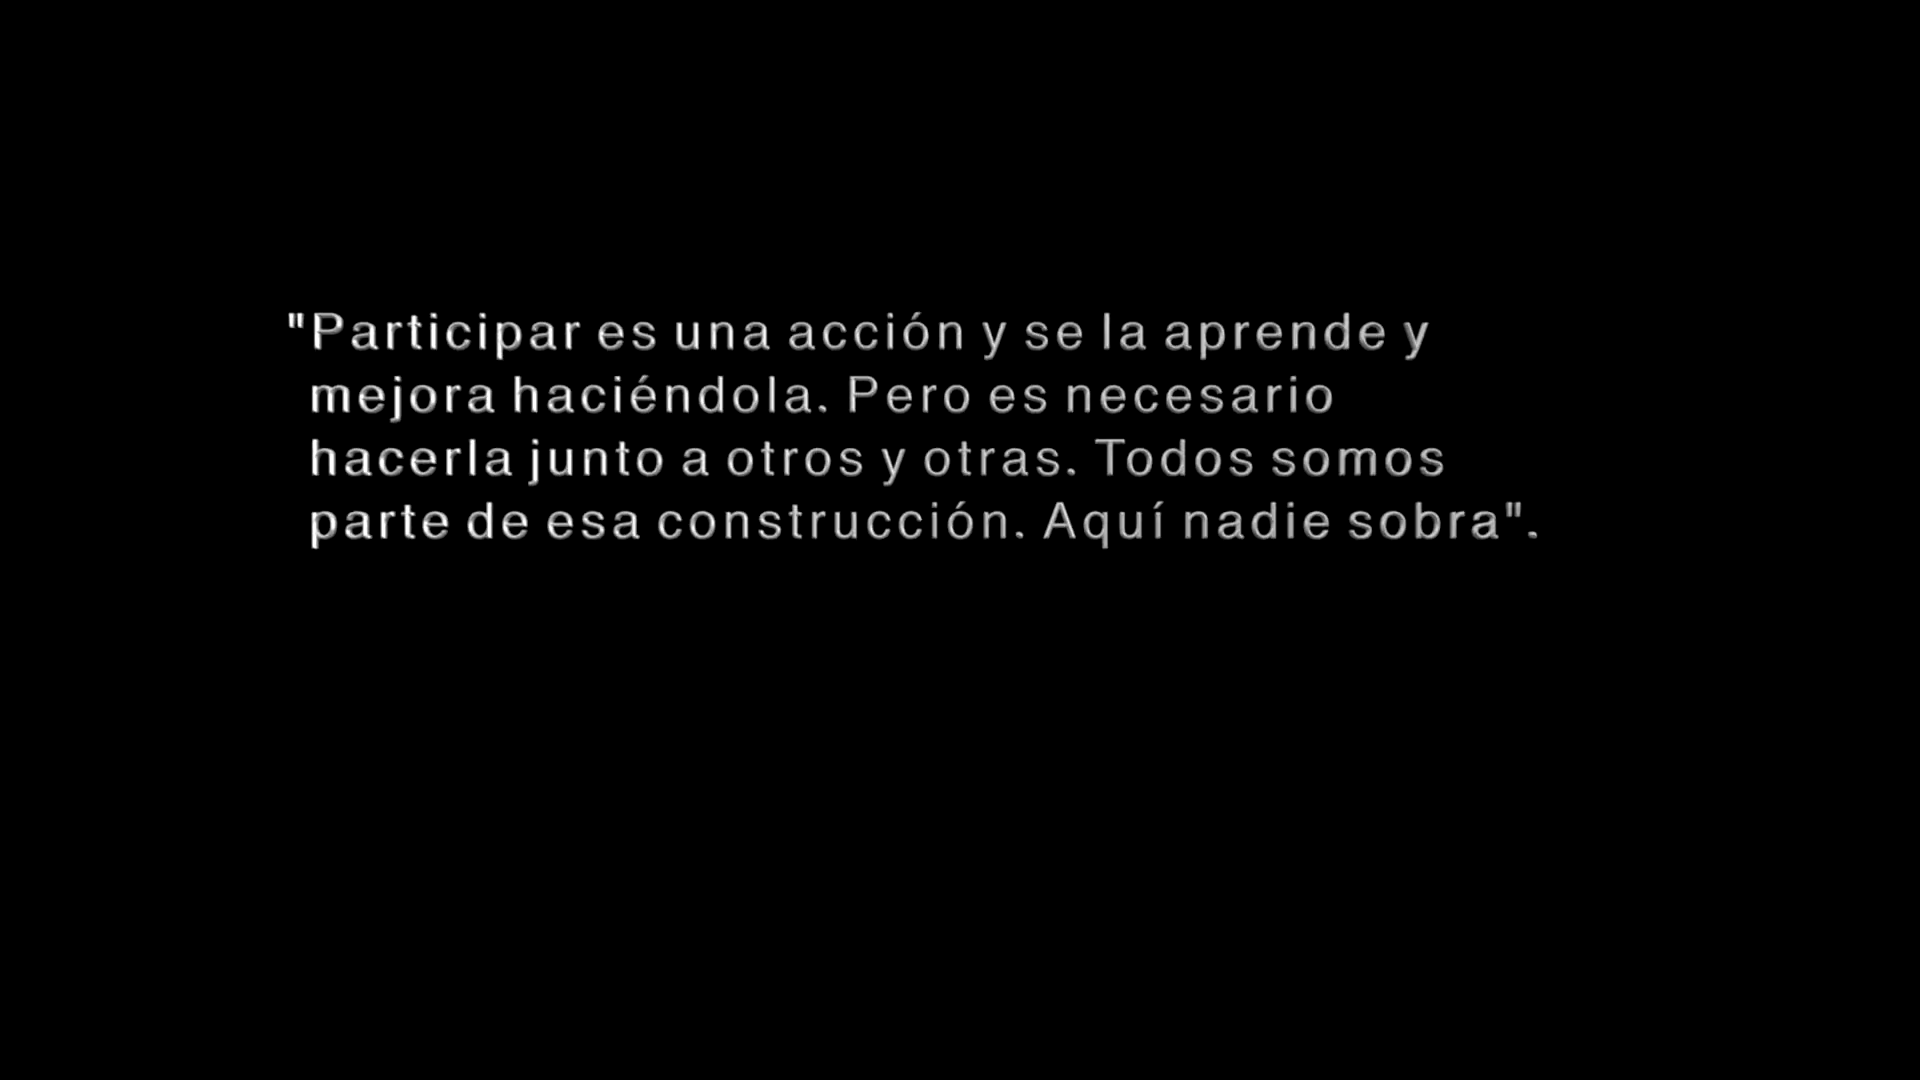 "Participar es una acción y se la aprende y
mejora haciéndola. Pero es necesario
hacerla junto a otros y otras. Todos somos
parte de esa construcción. Aquí nadie sobra".